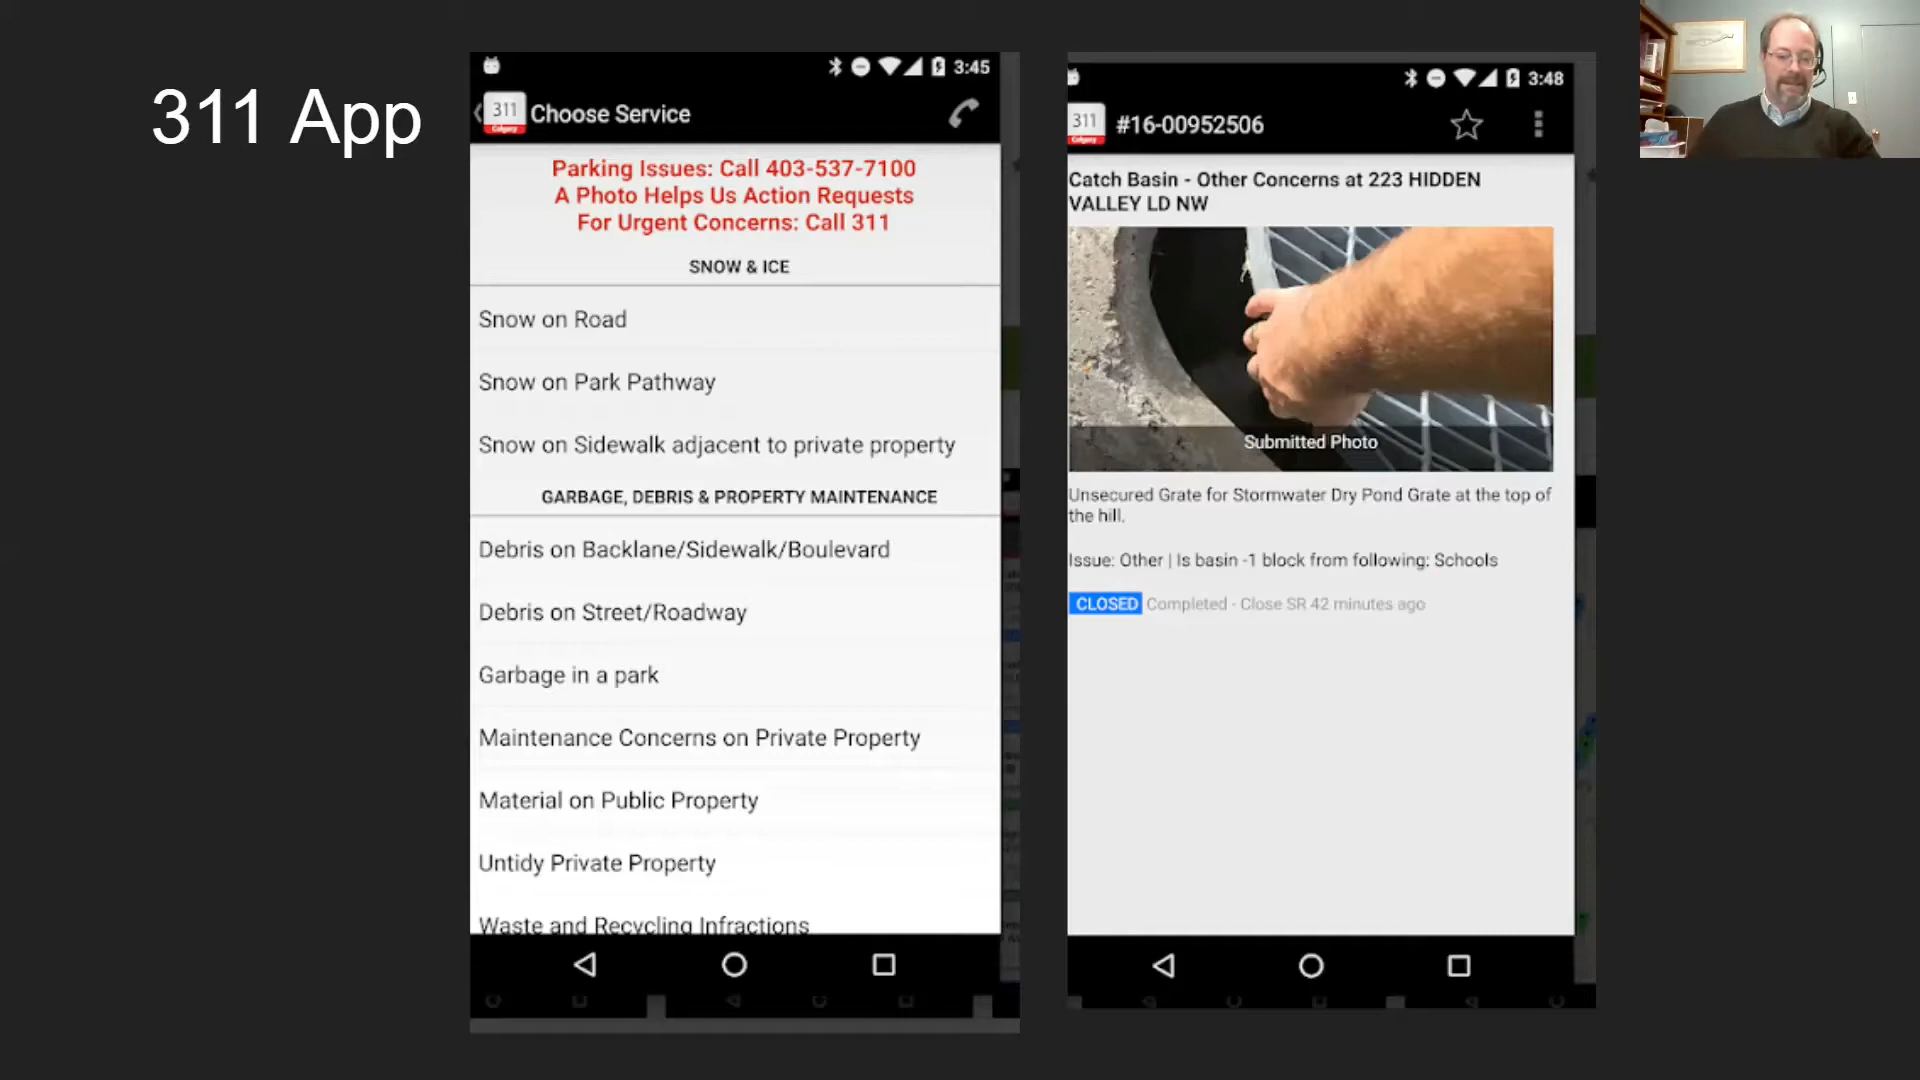 311 App
3:45
311
Calgary
Choose Service
Parking Issues: Call 403-537-7100
A Photo Helps Us Action Requests
For Urgent Concerns: Call 311
SNOW & ICE
Snow on Road
Snow on Park Pathway
Snow on Sidewalk adjacent to private property
GARBAGE, DEBRIS & PROPERTY MAINTENANCE
Debris on Backlane/Sidewalk/Boulevard
Debris on Street/Roadway
Garbage in a park
Maintenance Concerns on Private Property
Material on Public Property
Untidy Private Property
Waste and Recycling Infractions
3:48
311
Calgary
#16-00952506
Catch Basin - Other Concerns at 223 HIDDEN
VALLEY LD NW
Submitted Photo
Unsecured Grate for Stormwater Dry Pond Grate at the top of
the hill.
Issue: Other | Is basin -1 block from following: Schools
CLOSED Completed - Close SR 42 minutes ago